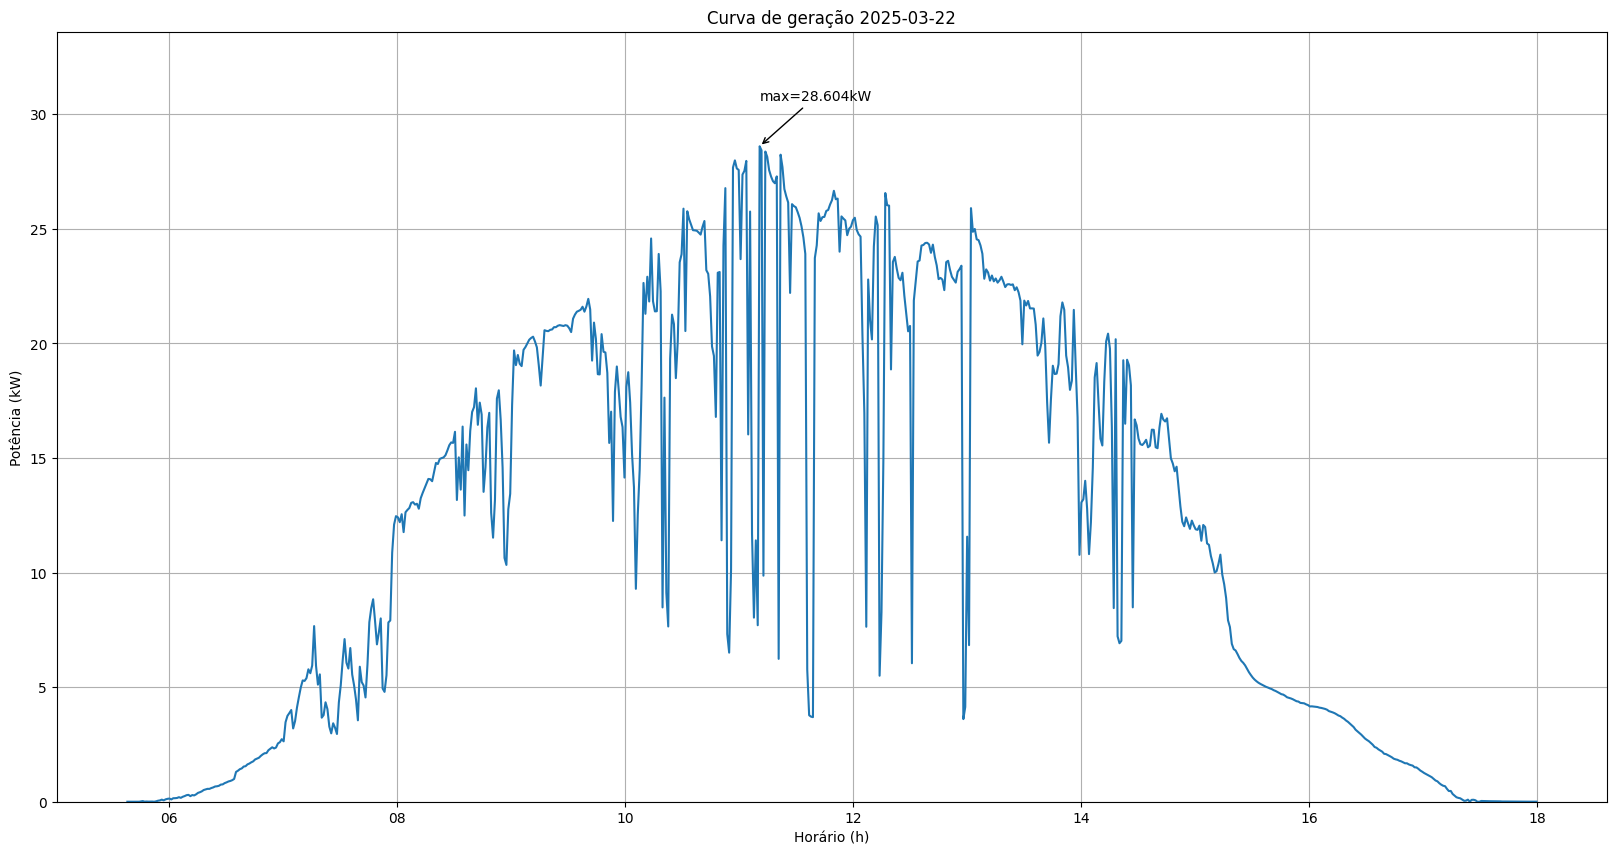 Curva de geração 2025-03-22
max=28.604kW
Potência (kW)
30
25
20
15
10
5
0
06 08 10 12 14 16 18
Horário (h)